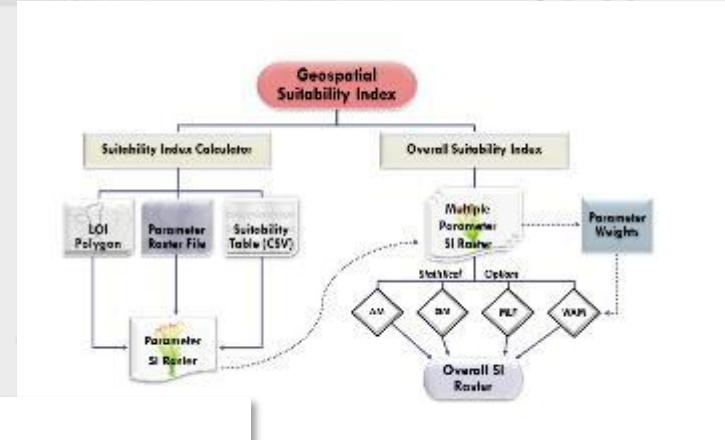 Geospatial
Suitability Index
Suitability Index Calculator
Overall Suitability Index
LOI
Polygon
Parameter
Raster File
Suitability
Table (CSV)
Multiple
Parameter
SI Raster
Parameter
Weights
Statistical Options
AM
GM
MLF
WAM
Parameter
SI Raster
Overall SI
Raster